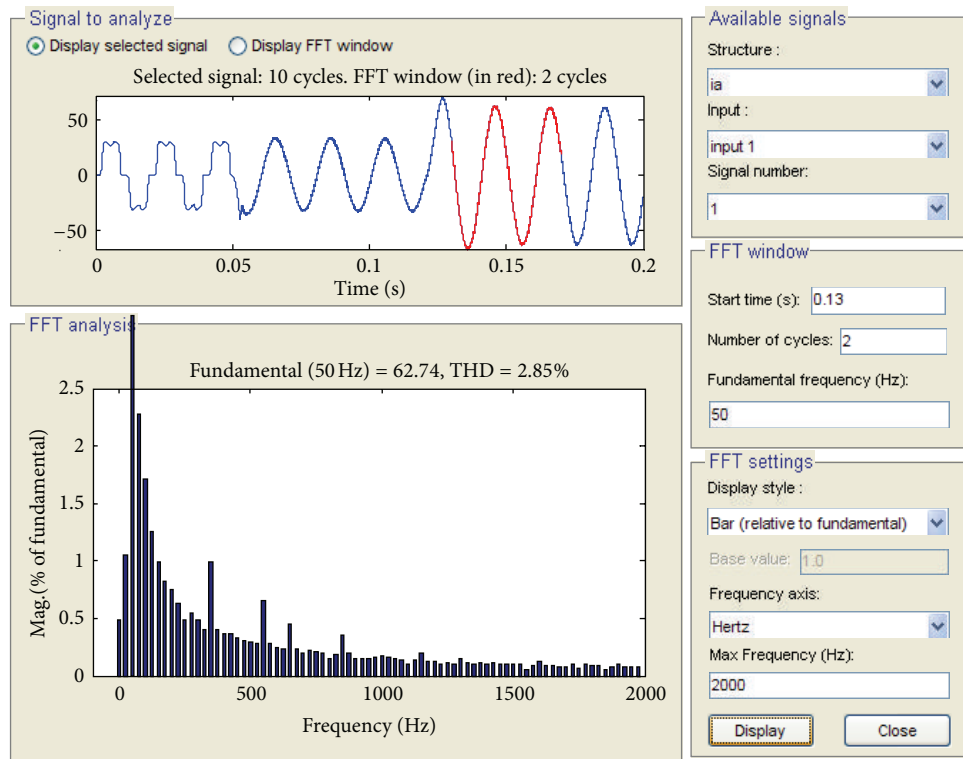 Signal to analyze
Display selected signal Display FFT window
Selected signal: 10 cycles. FFT window (in red): 2 cycles
50
0
−50
0 0.05 0.1 0.15 0.2
Time (s)
FFT analysis
Fundamental (50 Hz) = 62.74, THD = 2.85%
2.5
2
1.5
1
0.5
0
Mag.(% of fundamental)
0 500 1000 1500 2000
Frequency (Hz)
Available signals
Structure :
ia
Input :
input 1
Signal number:
1
FFT window
Start time (s): 0.13
Number of cycles: 2
Fundamental frequency (Hz):
50
FFT settings
Display style :
Bar (relative to fundamental)
Base value: 1.0
Frequency axis:
Hertz
Max Frequency (Hz):
2000
Display Close